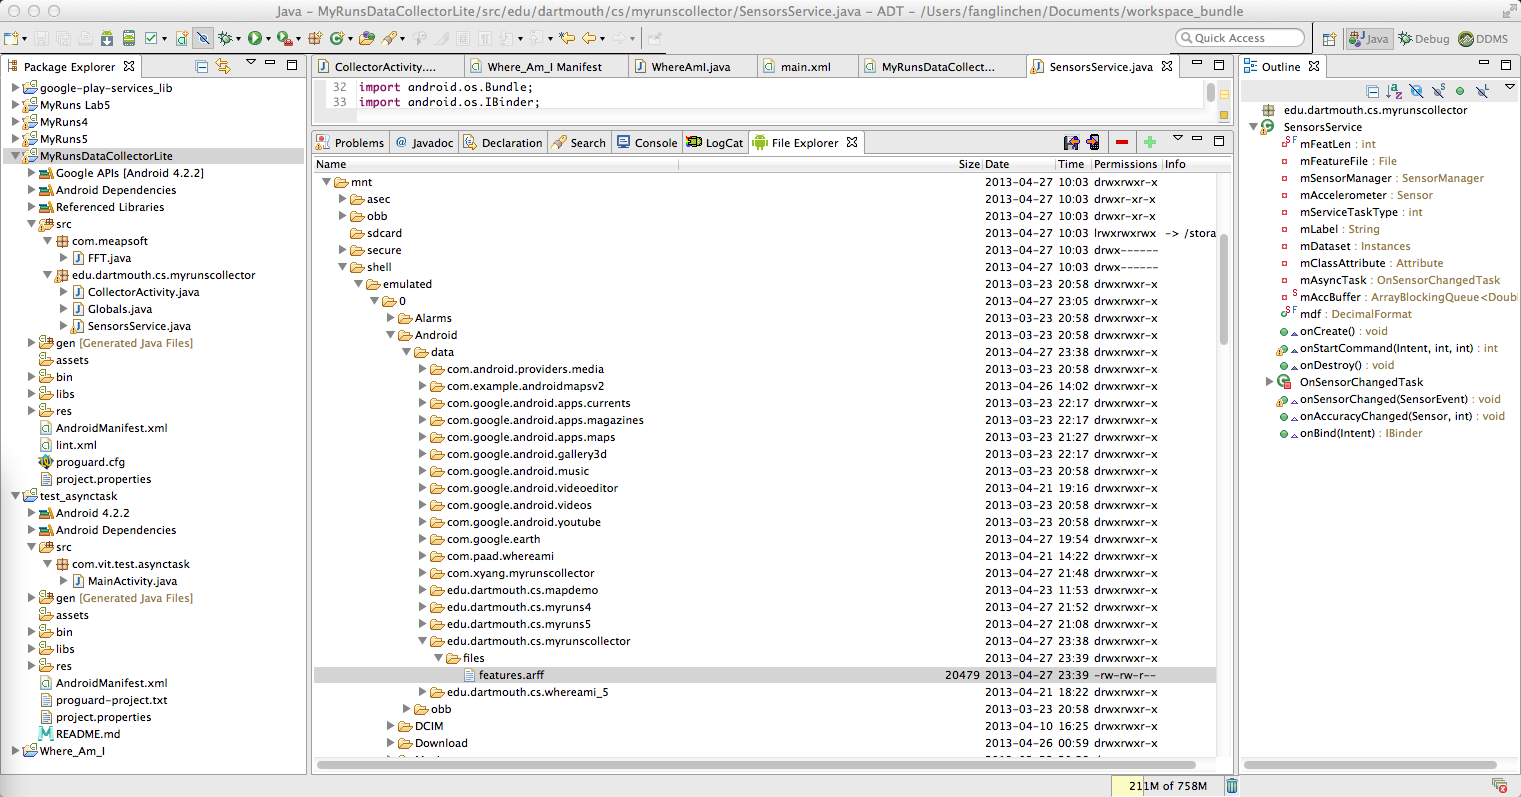 Java – MyRunsDataCollectorLite/src/edu/dartmouth/cs/myrunscollector/SensorsService.java – ADT – /Users/fanglinchen/Documents/workspace_bundle
Quick Access
Java
Debug
DDMS
Package Explorer
google-play-services_lib
MyRuns Lab5
MyRuns4
MyRuns5
MyRunsDataCollectorLite
Google APIs [Android 4.2.2]
Android Dependencies
Referenced Libraries
src
com.meapsoft
FFT.java
edu.dartmouth.cs.myrunscollector
CollectorActivity.java
Globals.java
SensorsService.java
gen [Generated Java Files]
assets
bin
libs
res
AndroidManifest.xml
lint.xml
proguard.cfg
project.properties
test_asynctask
Android 4.2.2
Android Dependencies
src
com.vit.test.asynctask
MainActivity.java
gen [Generated Java Files]
assets
bin
libs
res
AndroidManifest.xml
proguard-project.txt
project.properties
README.md
Where_Am_I
CollectorActivity....
Where_Am_I Manifest
WhereAmI.java
main.xml
MyRunsDataCollect...
SensorsService.java
32 import android.os.Bundle;
33 import android.os.IBinder;
Problems
@ Javadoc
Declaration
Search
Console
LogCat
File Explorer
Name Size Date Time Permissions Info
mnt 2013-04-27 10:03 drwxrwxr-x
asec 2013-04-27 10:03 drwxr-xr-x
obb 2013-04-27 10:03 drwxr-xr-x
sdcard 2013-04-27 10:03 lrwxrwxrwx -> /stora
secure 2013-04-27 10:03 drwx------
shell 2013-04-27 10:03 drwx------
emulated 2013-03-23 20:58 drwxrwxr-x
0 2013-04-27 23:05 drwxrwxr-x
Alarms 2013-03-23 20:58 drwxrwxr-x
Android 2013-03-23 20:58 drwxrwxr-x
data 2013-04-27 23:38 drwxrwxr-x
com.android.providers.media 2013-03-23 20:58 drwxrwxr-x
com.example.androidmapsv2 2013-04-26 14:02 drwxrwxr-x
com.google.android.apps.currents 2013-03-23 22:17 drwxrwxr-x
com.google.android.apps.magazines 2013-03-23 22:17 drwxrwxr-x
com.google.android.apps.maps 2013-03-23 21:27 drwxrwxr-x
com.google.android.gallery3d 2013-03-23 22:17 drwxrwxr-x
com.google.android.music 2013-03-23 20:58 drwxrwxr-x
com.google.android.videoeditor 2013-04-21 19:16 drwxrwxr-x
com.google.android.videos 2013-03-23 20:58 drwxrwxr-x
com.google.android.youtube 2013-03-23 20:58 drwxrwxr-x
com.google.earth 2013-04-27 19:54 drwxrwxr-x
com.paad.whereami 2013-04-21 14:22 drwxrwxr-x
com.xyang.myrunscollector 2013-04-27 21:48 drwxrwxr-x
edu.dartmouth.cs.mapdemo 2013-04-23 11:53 drwxrwxr-x
edu.dartmouth.cs.myruns4 2013-04-27 21:52 drwxrwxr-x
edu.dartmouth.cs.myruns5 2013-04-27 21:08 drwxrwxr-x
edu.dartmouth.cs.myrunscollector 2013-04-27 23:38 drwxrwxr-x
files 2013-04-27 23:39 drwxrwxr-x
features.arff 20479 2013-04-27 23:39 -rw-rw-r--
edu.dartmouth.cs.whereami_5 2013-04-21 18:22 drwxrwxr-x
obb 2013-03-23 20:58 drwxrwxr-x
DCIM 2013-04-10 16:25 drwxrwxr-x
Download 2013-04-26 00:59 drwxrwxr-x
Outline
edu.dartmouth.cs.myrunscollector
SensorsService
mFeatLen : int
mFeatureFile : File
mSensorManager : SensorManager
mAccelerometer : Sensor
mServiceTaskType : int
mLabel : String
mDataset : Instances
mClassAttribute : Attribute
mAsyncTask : OnSensorChangedTask
mAccBuffer : ArrayBlockingQueue<Doubl
mdf : DecimalFormat
onCreate() : void
onStartCommand(Intent, int, int) : int
onDestroy() : void
OnSensorChangedTask
onSensorChanged(SensorEvent) : void
onAccuracyChanged(Sensor, int) : void
onBind(Intent) : IBinder
211M of 758M